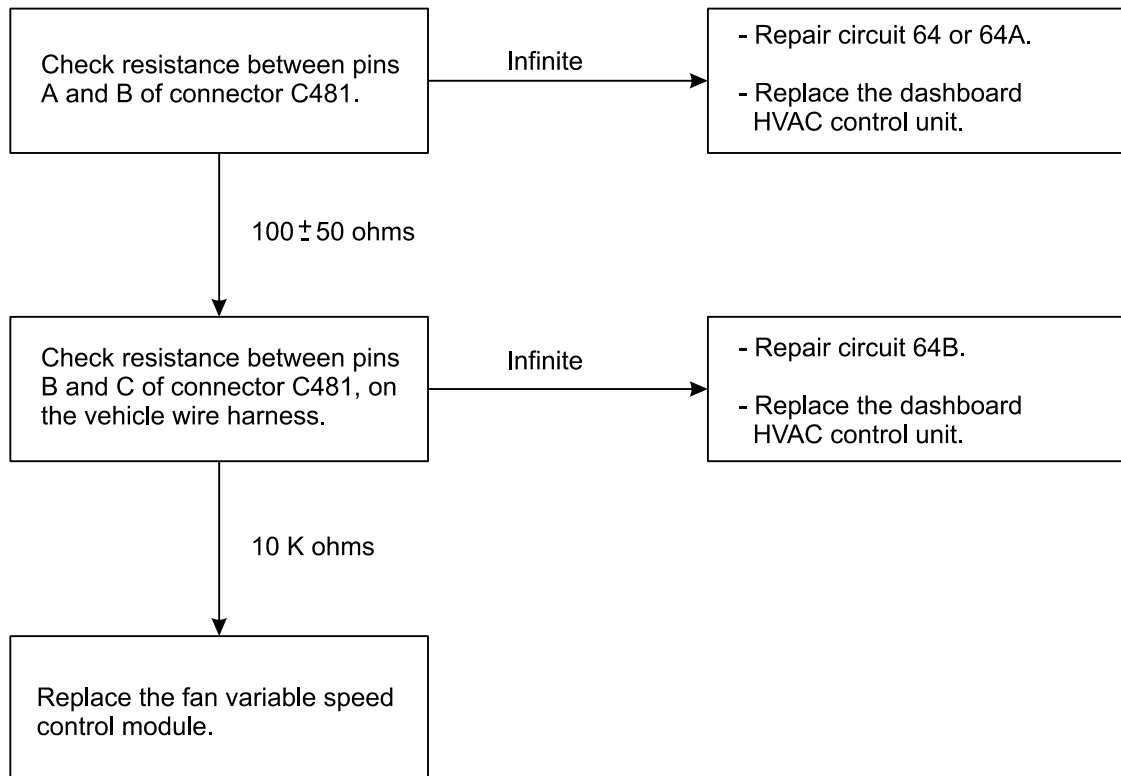 Check resistance between pins
A and B of connector C481.
Infinite
- Repair circuit 64 or 64A.
- Replace the dashboard
HVAC control unit.
100 ± 50 ohms
Check resistance between pins
B and C of connector C481, on
the vehicle wire harness.
Infinite
- Repair circuit 64B.
- Replace the dashboard
HVAC control unit.
10 K ohms
Replace the fan variable speed
control module.